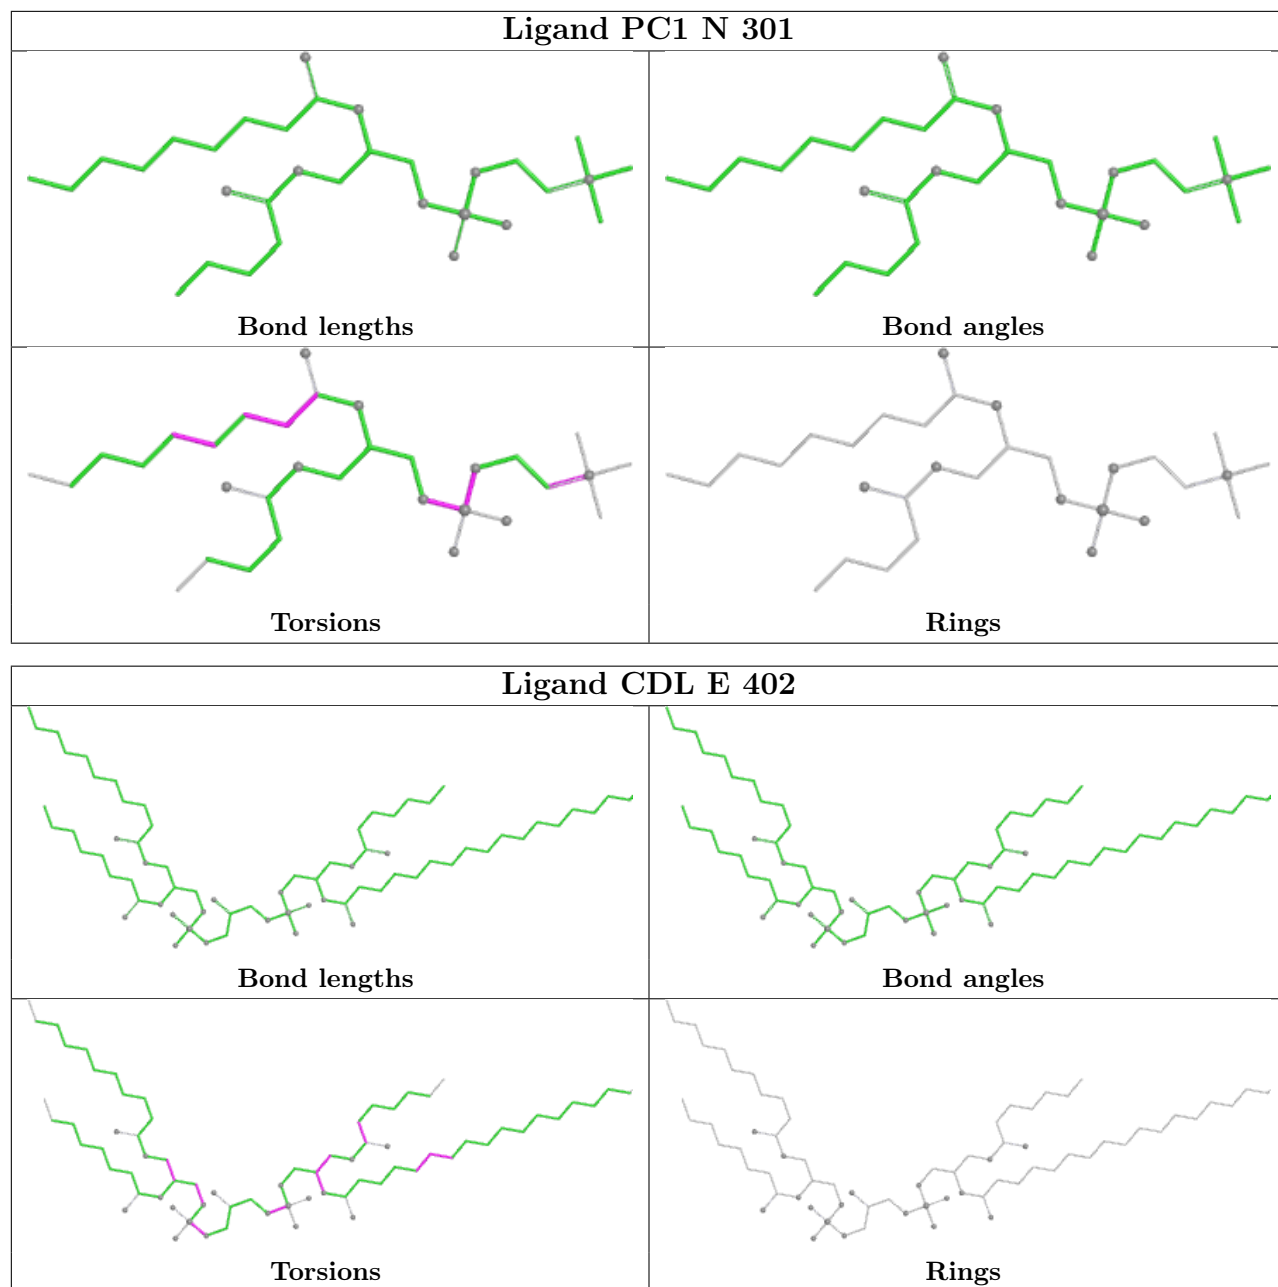 Ligand PC1 N 301
Bond lengths
Bond angles
Torsions
Rings
Ligand CDL E 402
Bond lengths
Bond angles
Torsions
Rings